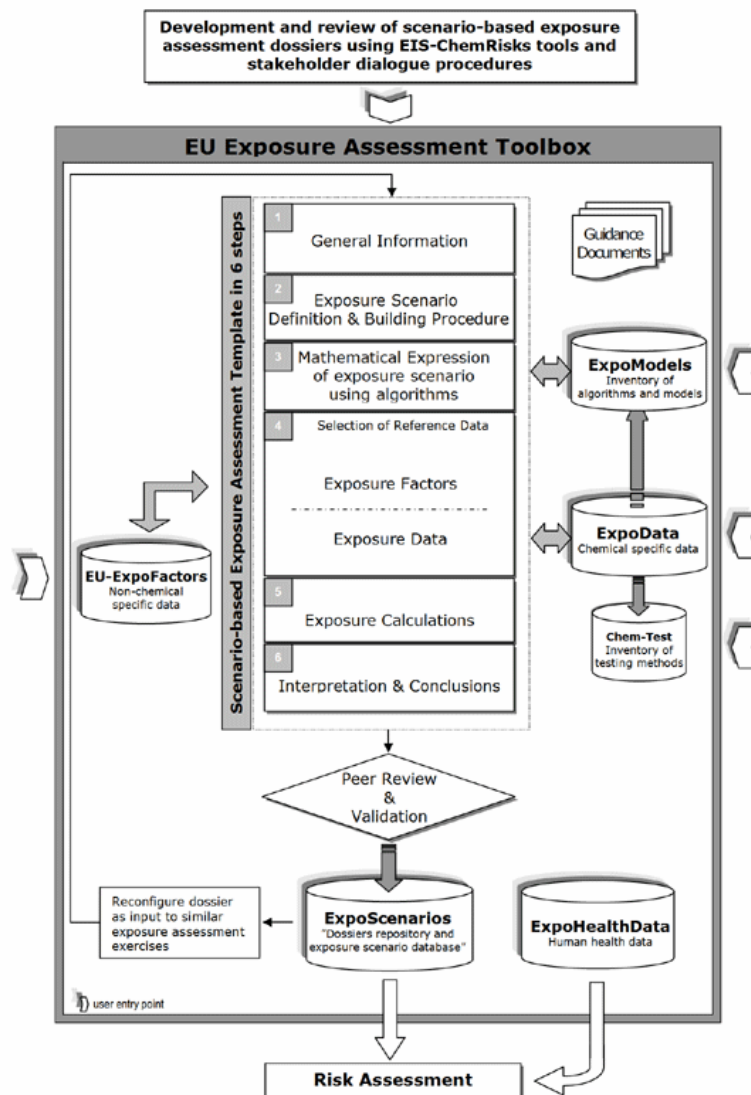 Development and review of scenario-based exposure
assessment dossiers using EIS-ChemRisks tools and
stakeholder dialogue procedures
EU Exposure Assessment Toolbox
Scenario-based Exposure Assessment Template in 6 steps
1
General Information
2
Exposure Scenario
Definition & Building Procedure
3
Mathematical Expression
of exposure scenario
using algorithms
4
Selection of Reference Data
Exposure Factors
Exposure Data
5
Exposure Calculations
6
Interpretation & Conclusions
Guidance
Documents
ExpoModels
Inventory of
algorithms and models
ExpoData
Chemical specific data
Chem-Test
Inventory of
testing methods
EU-ExpoFactors
Non-chemical
specific data
Peer Review
&
Validation
Reconfigure dossier
as input to similar
exposure assessment
exercises
ExpoScenarios
"Dossiers repository and
exposure scenario database"
ExpoHealthData
Human health data
user entry point
Risk Assessment